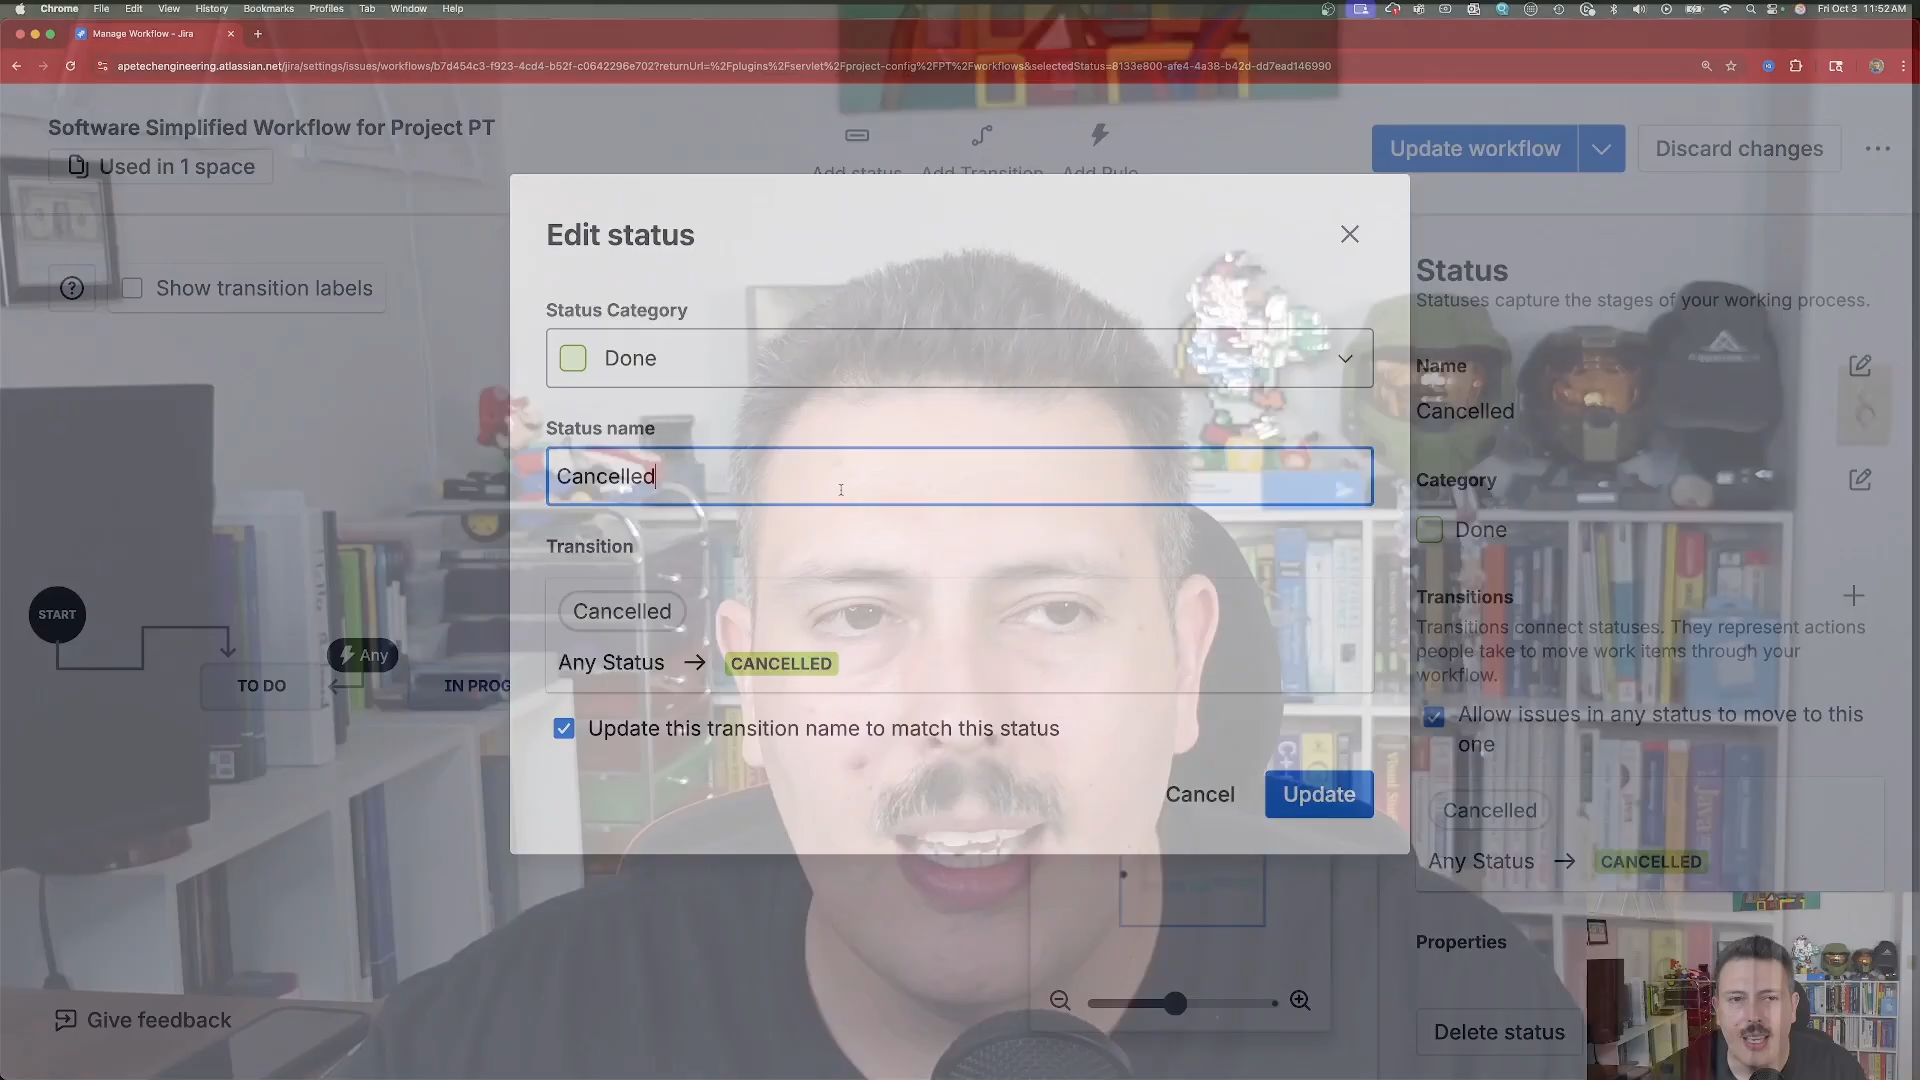 Chrome File Edit View History Bookmarks Profiles Tab Window Help
Fri Oct 3 11:52 AM
Manage Workflow - Jira
apetechengineering.atlassian.net/jira/settings/issues/workflows/b7d454c3-f923-4cd4-b52f-c0642296e702?returnUrl=%2Fplugins%2Fservlet%2Fproject-config%2FPT%2Fworkflows&selectedStatus=8133e800-afe4-4a38-b42d-dd7ead146990
Software Simplified Workflow for Project PT
Used in 1 space
Add status Add Transition Add Rule
Update workflow
Discard changes
Show transition labels
START
Any
TO DO
IN PROG
Give feedback
Edit status
Status Category
Done
Status name
Cancelled
Transition
Cancelled
Any Status → CANCELLED
Update this transition name to match this status
Cancel
Update
Status
Statuses capture the stages of your working process.
Name
Cancelled
Category
Done
Transitions
Transitions connect statuses. They represent actions
people take to move work items through your
workflow.
Allow issues in any status to move to this
one
Cancelled
Any Status → CANCELLED
Properties
Delete status
C++
Java